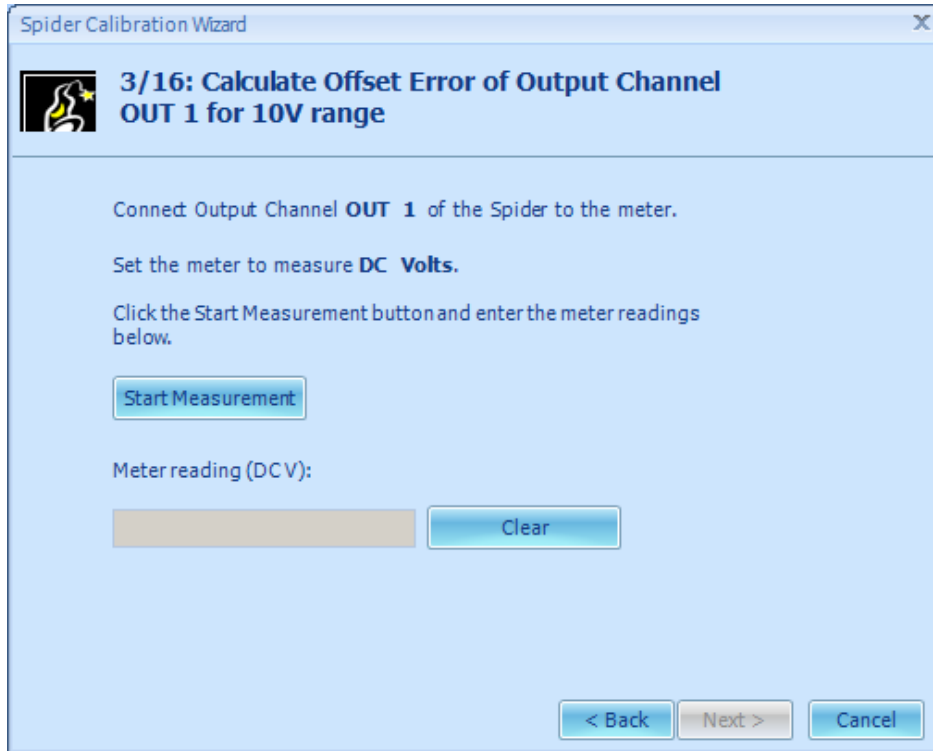 Spider Calibration Wizard
X
3/16: Calculate Offset Error of Output Channel
OUT 1 for 10V range
Connect Output Channel OUT 1 of the Spider to the meter.
Set the meter to measure DC Volts.
Click the Start Measurement button and enter the meter readings
below.
Start Measurement
Meter reading (DC V):
Clear
< Back Next > Cancel